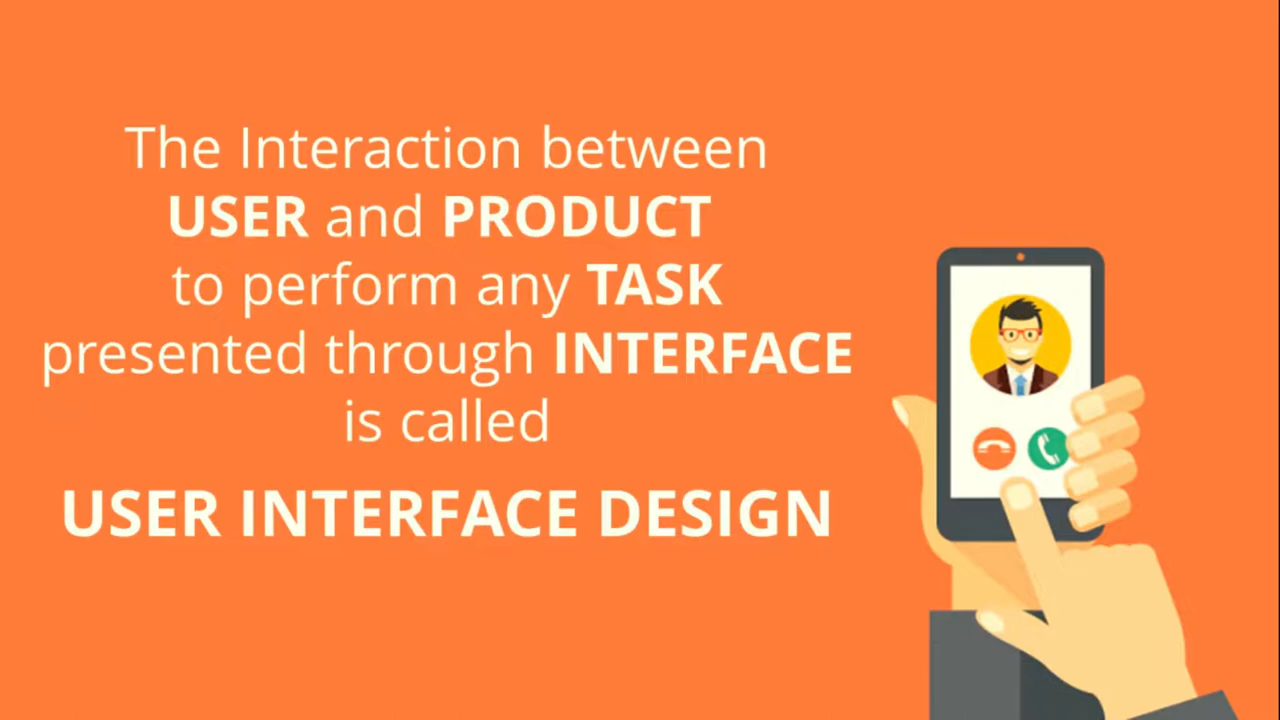 The Interaction between
USER and PRODUCT
to perform any TASK
presented through INTERFACE
is called
USER INTERFACE DESIGN